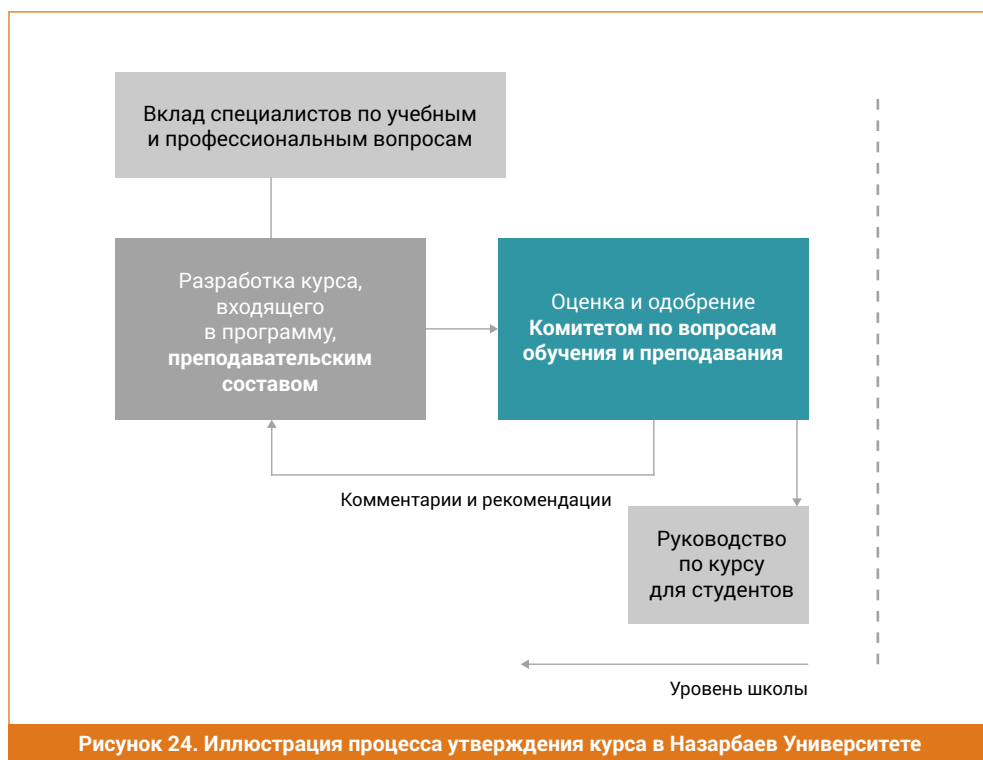 Вклад специалистов по учебным
и профессиональным вопросам
Разработка курса,
входящего
в программу,
преподавательским
составом
Оценка и одобрение
Комитетом по вопросам
обучения и преподавания
Комментарии и рекомендации
Руководство
по курсу
для студентов
Уровень школы
Рисунок 24. Иллюстрация процесса утверждения курса в Назарбаев Университете